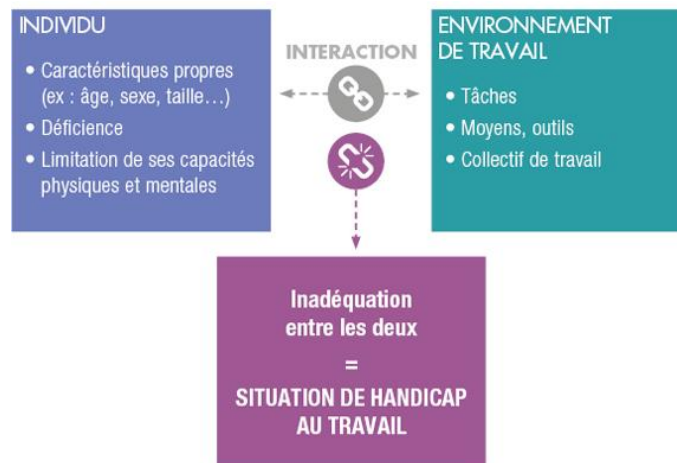 INDIVIDU
• Caractéristiques propres
(ex : âge, sexe, taille…)
• Déficience
• Limitation de ses capacités
physiques et mentales
INTERACTION
ENVIRONNEMENT
DE TRAVAIL
• Tâches
• Moyens, outils
• Collectif de travail
Inadéquation
entre les deux
=
SITUATION DE HANDICAP
AU TRAVAIL